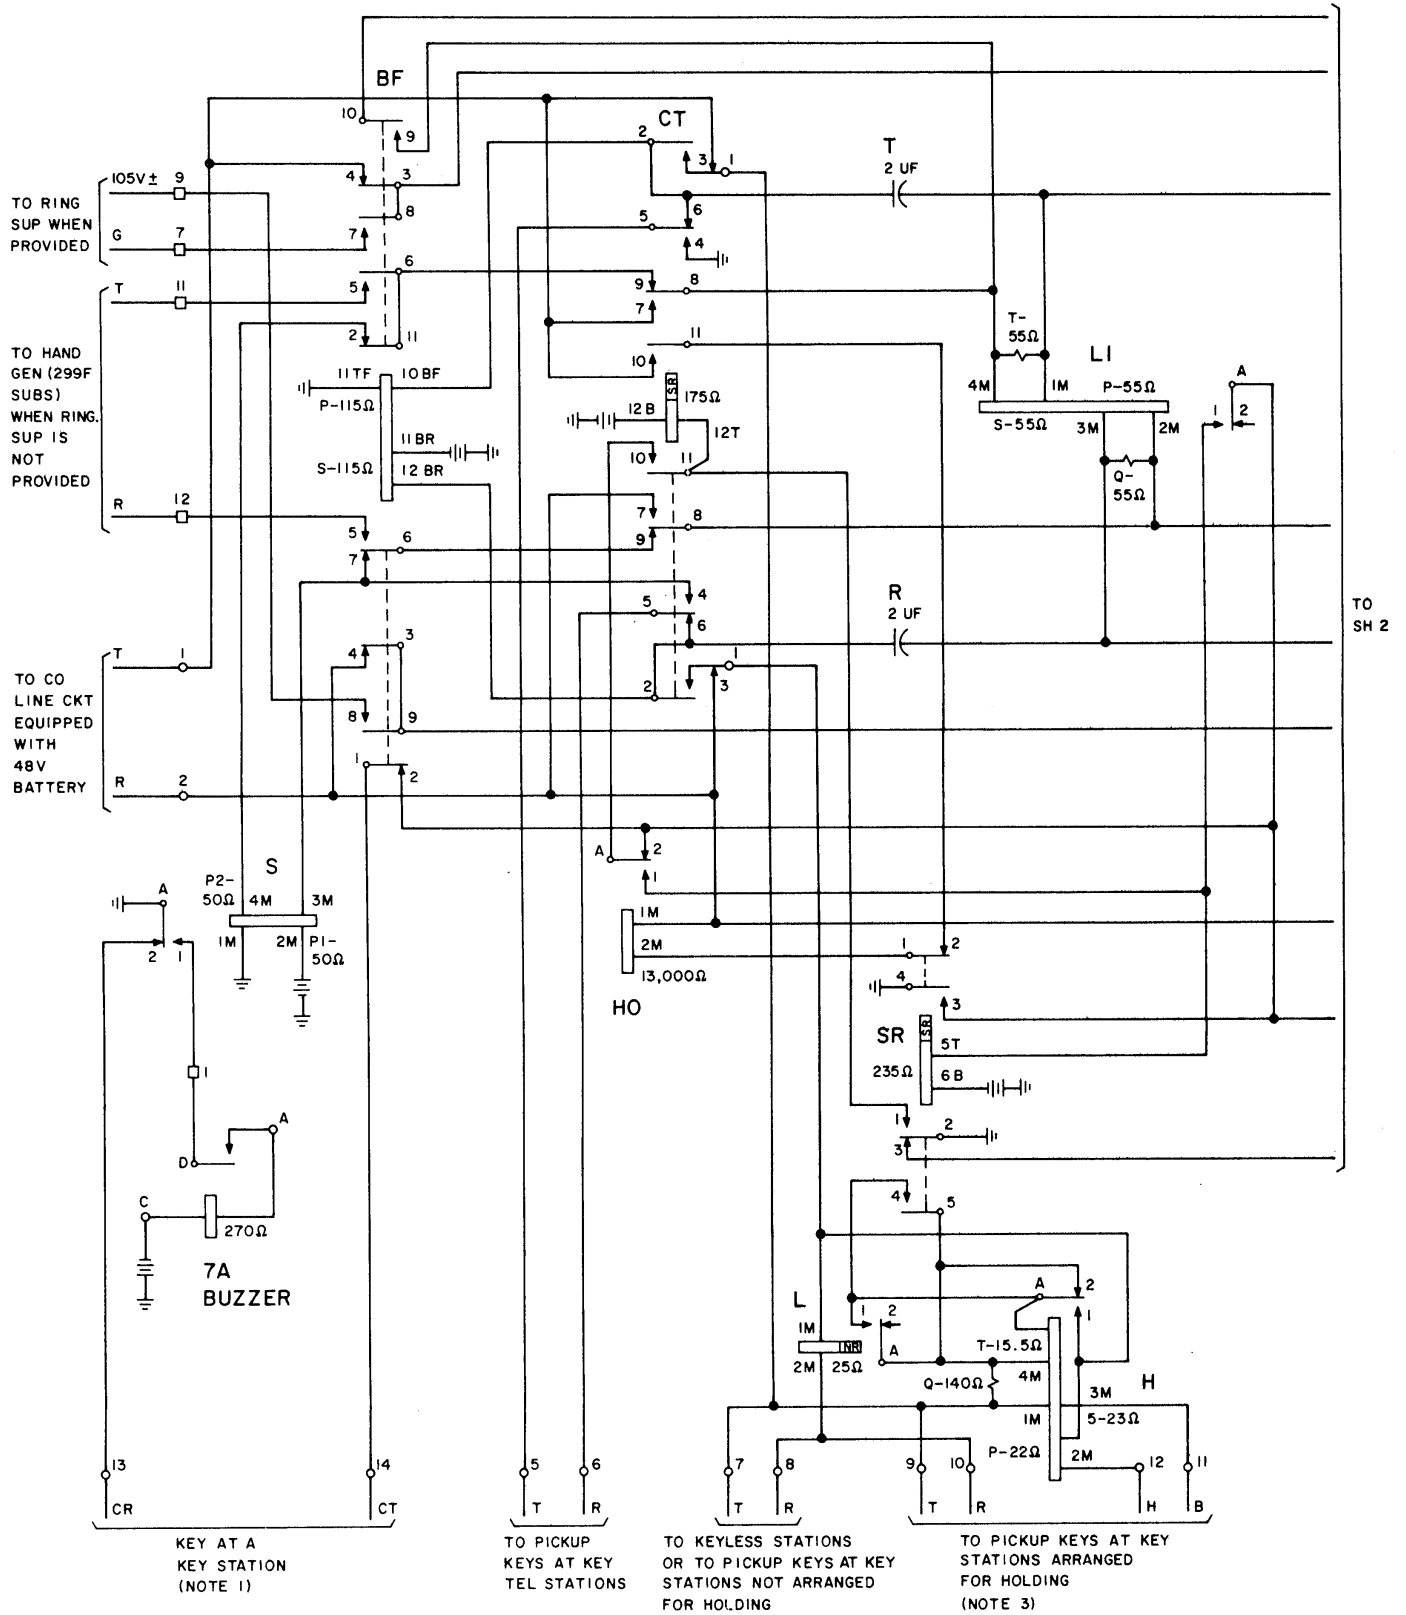 BF
10
9
CT
2
3
1
T
2 UF
4
3
8
7
105V ±
9
TO RING
SUP WHEN
PROVIDED
G
7
5
6
4
6
5
9
8
7
T
11
2
11
11
10
TO HAND
GEN (299F
SUBS)
WHEN RING.
SUP IS
NOT
PROVIDED
R
12
11TF
10BF
P-115Ω
11BR
S-115Ω
12 BR
SR
175Ω
12B
12T
10
11
7
8
9
T-
55Ω
L1
4M
1M
P-55Ω
S-55Ω
3M
2M
Q-
55Ω
A
1
2
5
6
7
5
4
6
R
2 UF
TO
SH 2
3
4
1
2
3
8
9
1
2
TO CO
LINE CKT
EQUIPPED
WITH
48V
BATTERY
T
1
R
2
S
P2-
50Ω
4M
3M
1M
2M
P1-
50Ω
A
2
1
A
2
1
1M
2M
13,000Ω
HO
1
2
4
3
SR
SR
5T
235Ω
6B
1
2
3
4
5
1
D
A
C
270Ω
7A
BUZZER
L
1M
NR
2M
25Ω
1
2
A
A
2
1
T-15.5Ω
4M
Q-140Ω
H
3M
1M
S-23Ω
P-22Ω
2M
13
14
5
6
7
8
9
10
12
11
CR
CT
T
R
T
R
T
R
H
B
KEY AT A
KEY STATION
(NOTE 1)
TO PICKUP
KEYS AT KEY
TEL STATIONS
TO KEYLESS STATIONS
OR TO PICKUP KEYS AT KEY
STATIONS NOT ARRANGED
FOR HOLDING
TO PICKUP KEYS AT KEY
STATIONS ARRANGED
FOR HOLDING
(NOTE 3)